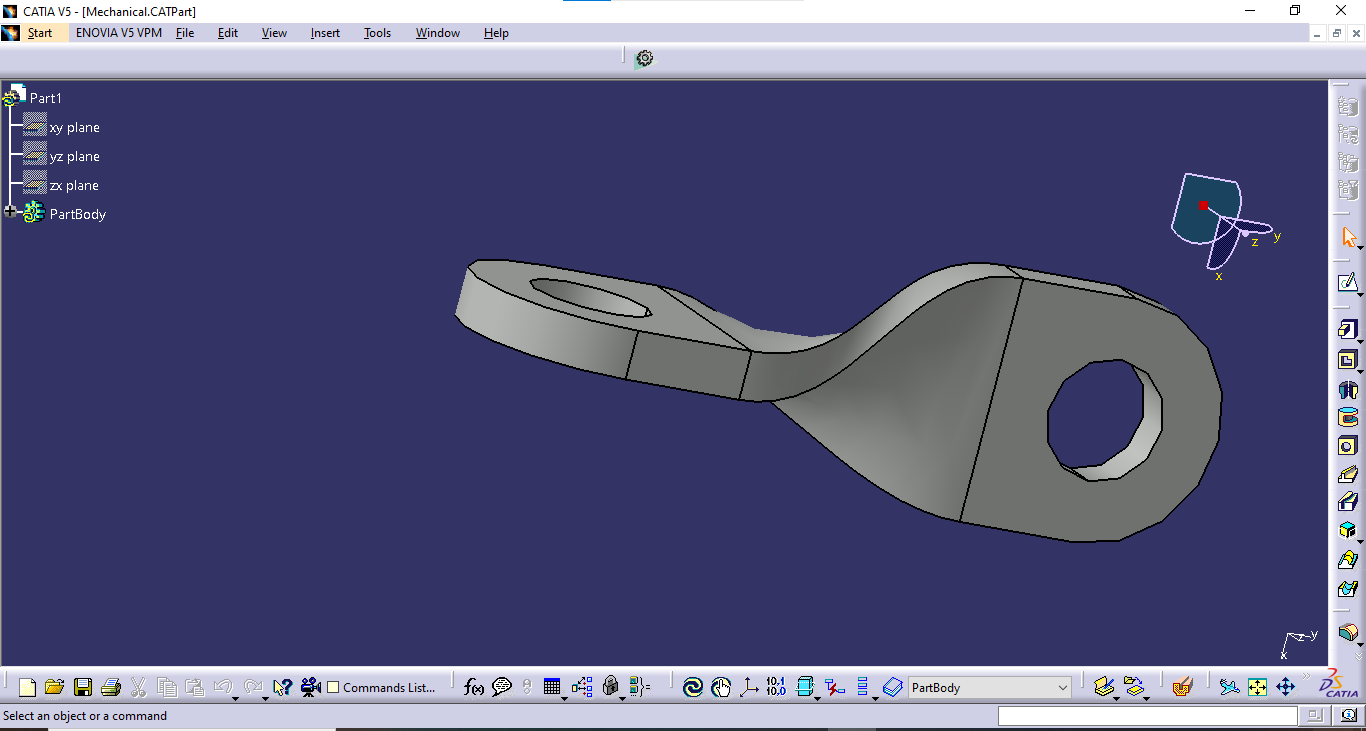 CATIA V5 - [Mechanical.CATPart]
Start ENOVIA V5 VPM File Edit View Insert Tools Window Help
Part1
xy plane
yz plane
zx plane
PartBody
z y
x
y
z
x
Commands List...
f(x)
10,1
10,0
PartBody
CATIA
Select an object or a command